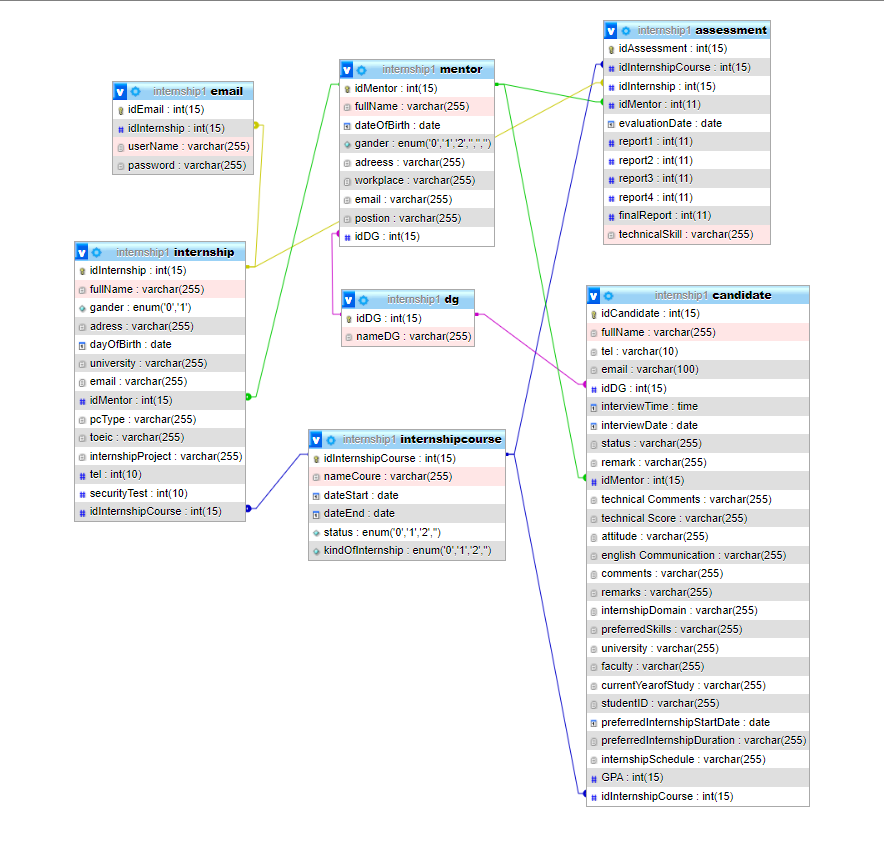 internship1 email
idEmail : int(15)
idInternship : int(15)
userName : varchar(255)
password : varchar(255)
internship1 mentor
idMentor : int(15)
fullName : varchar(255)
dateOfBirth : date
gander : enum('0','1','2','','','')
adreess : varchar(255)
workplace : varchar(255)
email : varchar(255)
postion : varchar(255)
idDG : int(15)
internship1 assessment
idAssessment : int(15)
idInternshipCourse : int(15)
idInternship : int(15)
idMentor : int(11)
evaluationDate : date
report1 : int(11)
report2 : int(11)
report3 : int(11)
report4 : int(11)
finalReport : int(11)
technicalSkill : varchar(255)
internship1 internship
idInternship : int(15)
fullName : varchar(255)
gander : enum('0','1')
adress : varchar(255)
dayOfBirth : date
university : varchar(255)
email : varchar(255)
idMentor : int(15)
pcType : varchar(255)
toeic : varchar(255)
internshipProject : varchar(255)
tel : int(10)
securityTest : int(10)
idInternshipCourse : int(15)
internship1 dg
idDG : int(15)
nameDG : varchar(255)
internship1 internshipcourse
idInternshipCourse : int(15)
nameCoure : varchar(255)
dateStart : date
dateEnd : date
status : enum('0','1','2','')
kindOfInternship : enum('0','1','2','')
internship1 candidate
idCandidate : int(15)
fullName : varchar(255)
tel : varchar(10)
email : varchar(100)
idDG : int(15)
interviewTime : time
interviewDate : date
status : varchar(255)
remark : varchar(255)
idMentor : int(15)
technical Comments : varchar(255)
technical Score : varchar(255)
attitude : varchar(255)
english Communication : varchar(255)
comments : varchar(255)
remarks : varchar(255)
internshipDomain : varchar(255)
preferredSkills : varchar(255)
university : varchar(255)
faculty : varchar(255)
currentYearofStudy : varchar(255)
studentID : varchar(255)
preferredInternshipStartDate : date
preferredInternshipDuration : varchar(255)
internshipSchedule : varchar(255)
GPA : int(15)
idInternshipCourse : int(15)